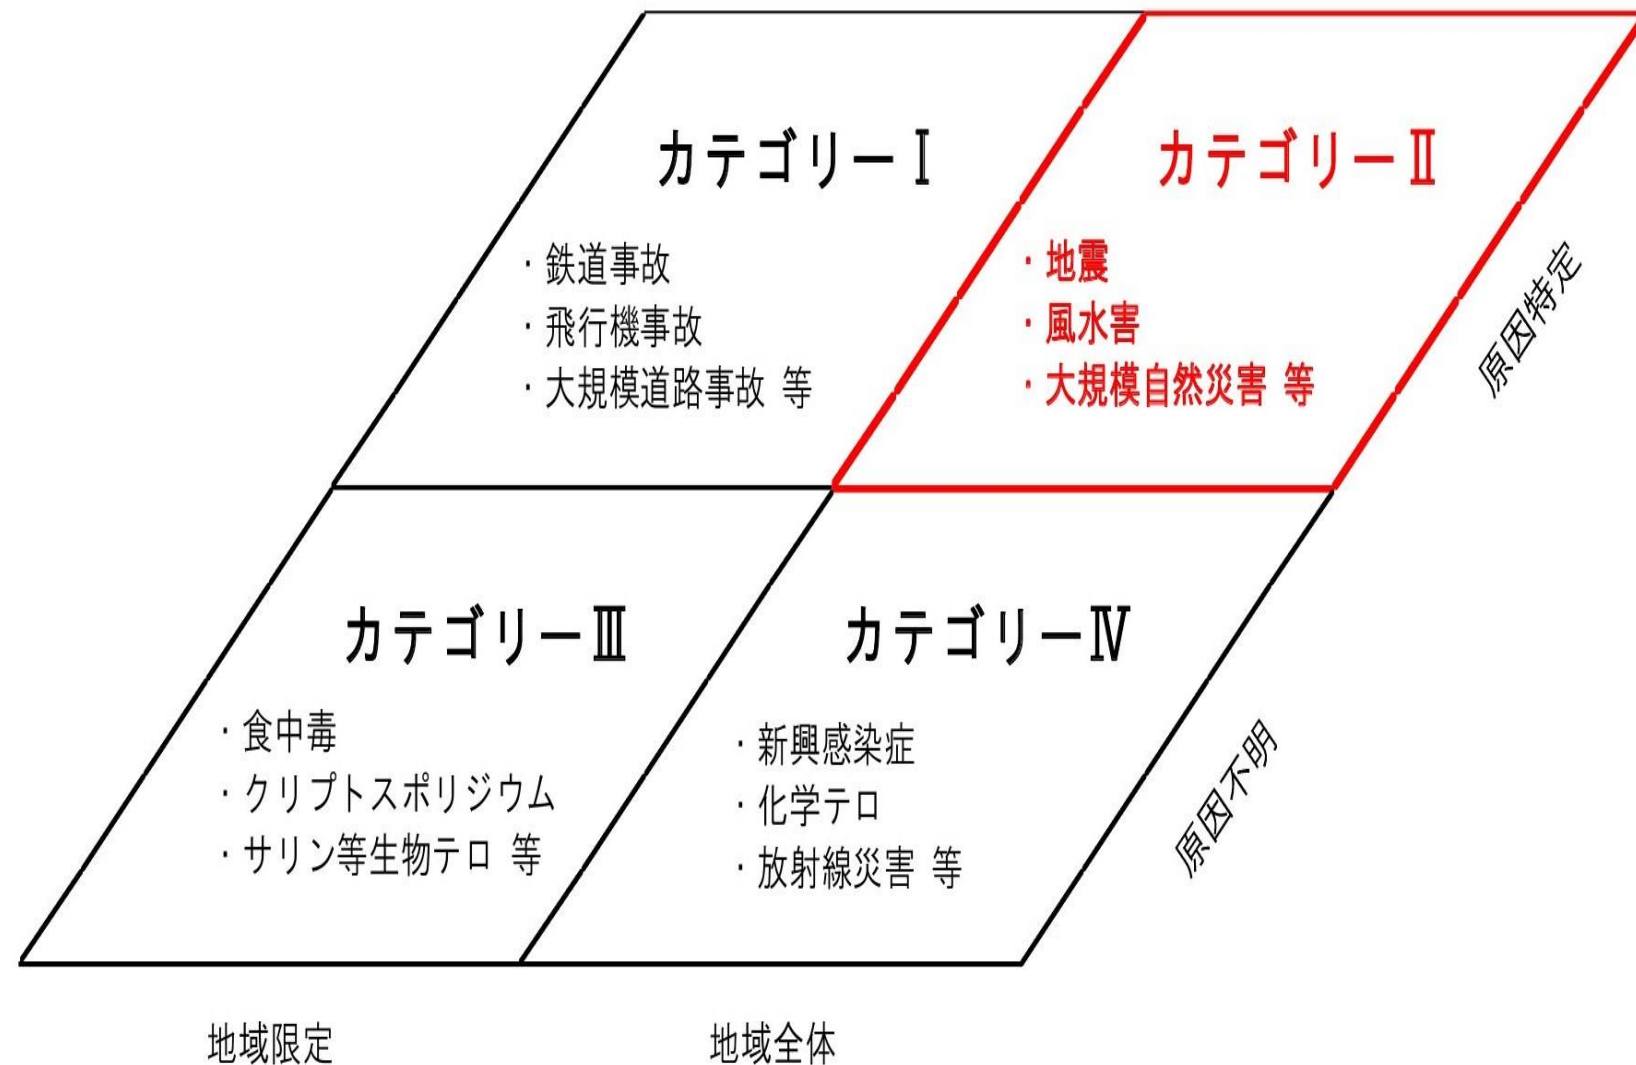 カテゴリーⅠ
・鉄道事故
・飛行機事故
・大規模道路事故 等
カテゴリーⅡ
・地震
・風水害
・大規模自然災害 等
原因特定
カテゴリーⅢ
・食中毒
・クリプトスポリジウム
・サリン等生物テロ 等
カテゴリーⅣ
・新興感染症
・化学テロ
・放射線災害 等
原因不明
地域限定
地域全体